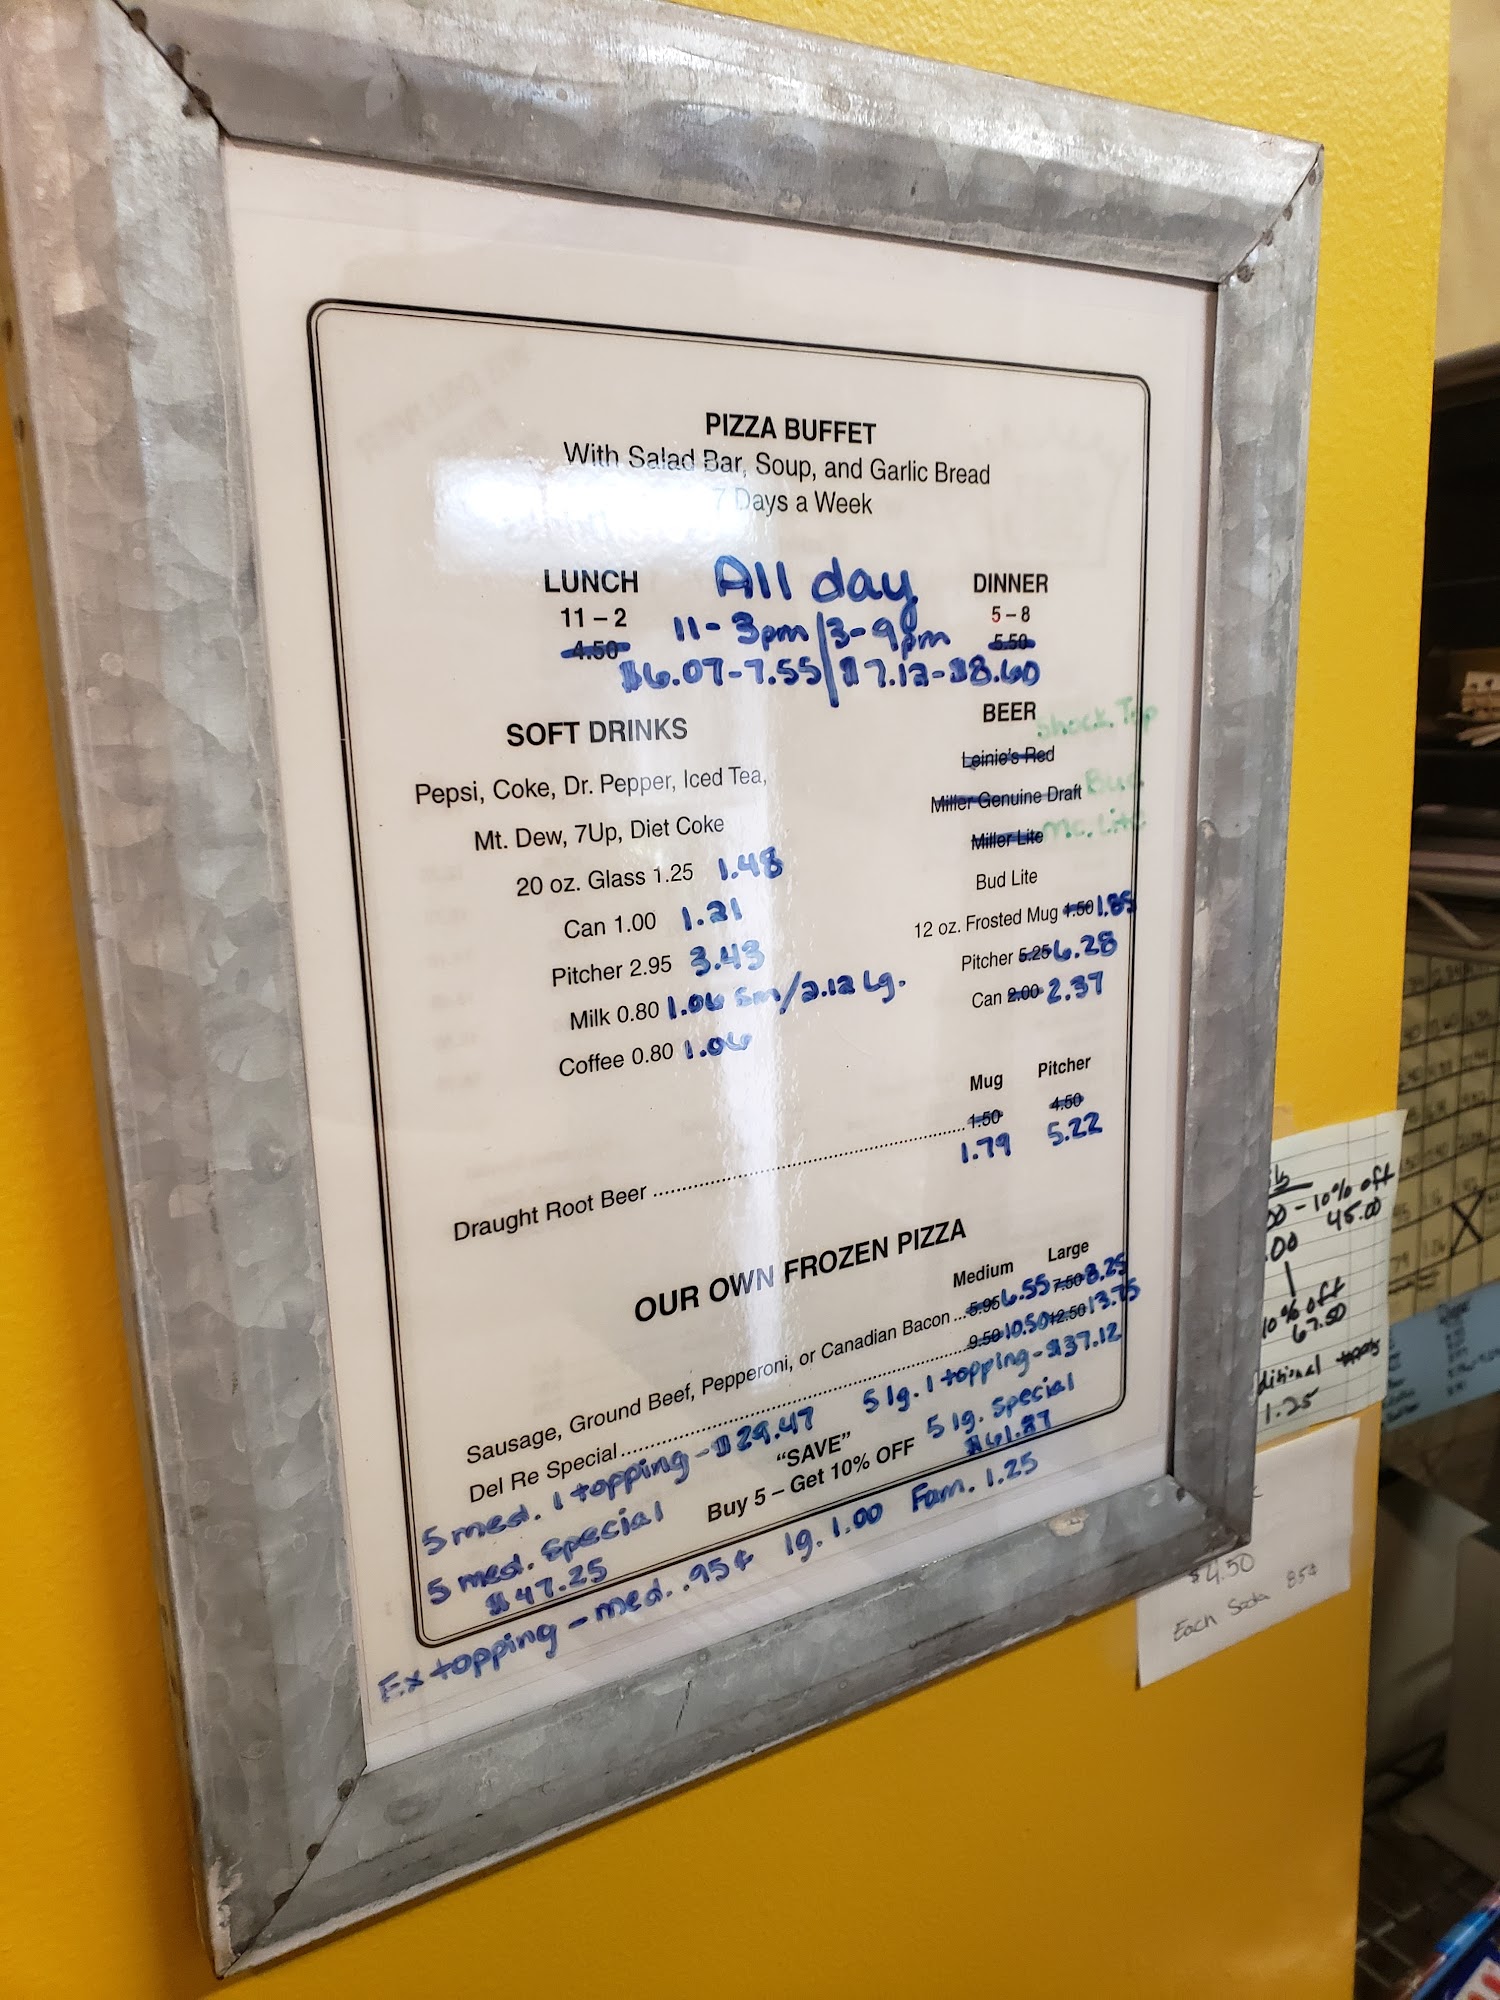 PIZZA BUFFET
With Salad Bar, Soup, and Garlic Bread
7 Days a Week
LUNCH All day DINNER
11 – 2 11-3pm/3-9pm 5 – 8
4.50 5.50
$6.07-7.55/$7.12-$8.60
SOFT DRINKS
Pepsi, Coke, Dr. Pepper, Iced Tea,
Mt. Dew, 7Up, Diet Coke
20 oz. Glass 1.25 1.48
Can 1.00 1.21
Pitcher 2.95 3.43
Milk 0.80 1.06 sm/2.12 Lg.
Coffee 0.80 1.06
BEER
Shock Top
Leinie's Red
Miller Genuine Draft Bud
Miller Lite Mc. Lite
Bud Lite
12 oz. Frosted Mug 1.50 1.85
Pitcher 5.25 6.28
Can 2.00 2.37
Mug Pitcher
1.50 4.50
Draught Root Beer 1.79 5.22
OUR OWN FROZEN PIZZA
Medium Large
Sausage, Ground Beef, Pepperoni, or Canadian Bacon ... 5.95 6.55 7.50 8.25
Del Re Special 9.50 10.50 12.50 13.75
5 med. 1 topping - $29.47 5 lg. 1 topping - $37.12
5 med. Special "SAVE" 5 lg. Special
$47.25 Buy 5 – Get 10% OFF $61.87
Ex topping - med. .95¢ lg. 1.00 Fam. 1.25
- 10% off
45.00
.00
10% off
67.50
ditional topping
1.25
$4.50
Each Soda 85¢